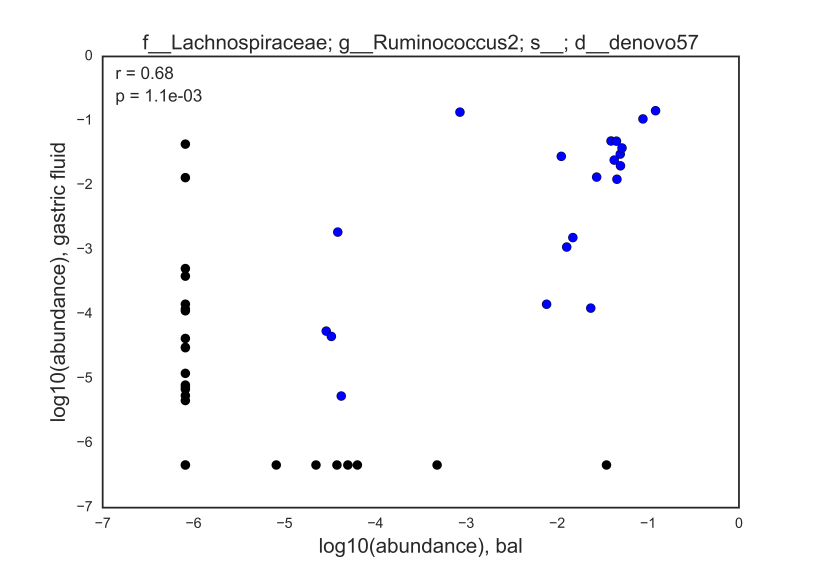 f__Lachnospiraceae; g__Ruminococcus2; s__; d__denovo57
r = 0.68
p = 1.1e-03
0
−1
−2
−3
−4
−5
−6
−7
log10(abundance), gastric fluid
−7 −6 −5 −4 −3 −2 −1 0
log10(abundance), bal